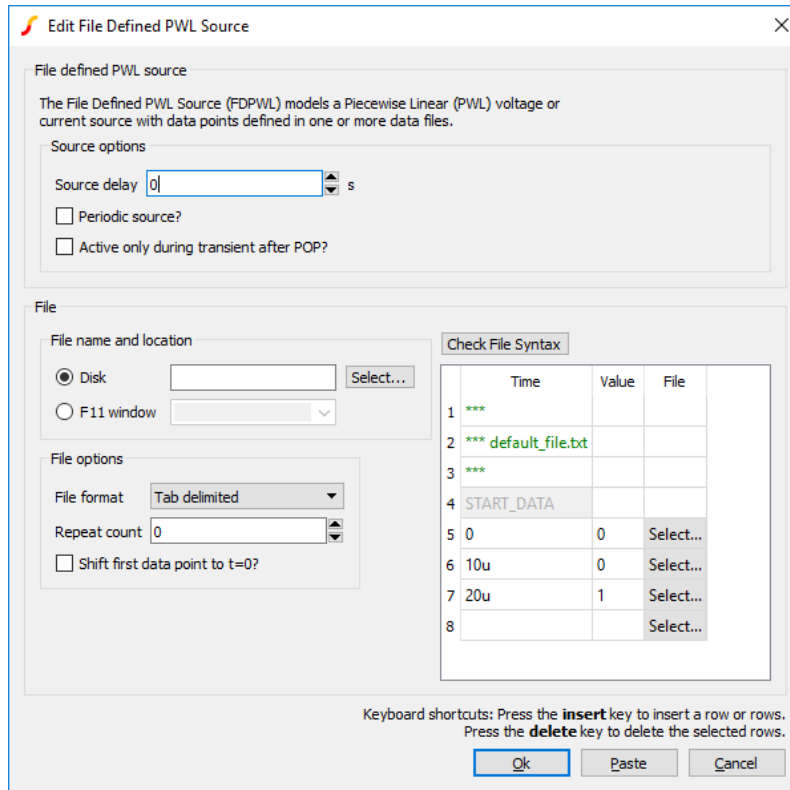 Edit File Defined PWL Source
File defined PWL source
The File Defined PWL Source (FDPWL) models a Piecewise Linear (PWL) voltage or
current source with data points defined in one or more data files.
Source options
Source delay 0 s
Periodic source?
Active only during transient after POP?
File
File name and location
Disk Select...
F11 window
File options
File format Tab delimited
Repeat count 0
Shift first data point to t=0?
Check File Syntax
Time Value File
1 ***
2 *** default_file.txt
3 ***
4 START_DATA
5 0 0 Select...
6 10u 0 Select...
7 20u 1 Select...
8 Select...
Keyboard shortcuts: Press the insert key to insert a row or rows.
Press the delete key to delete the selected rows.
Ok Paste Cancel